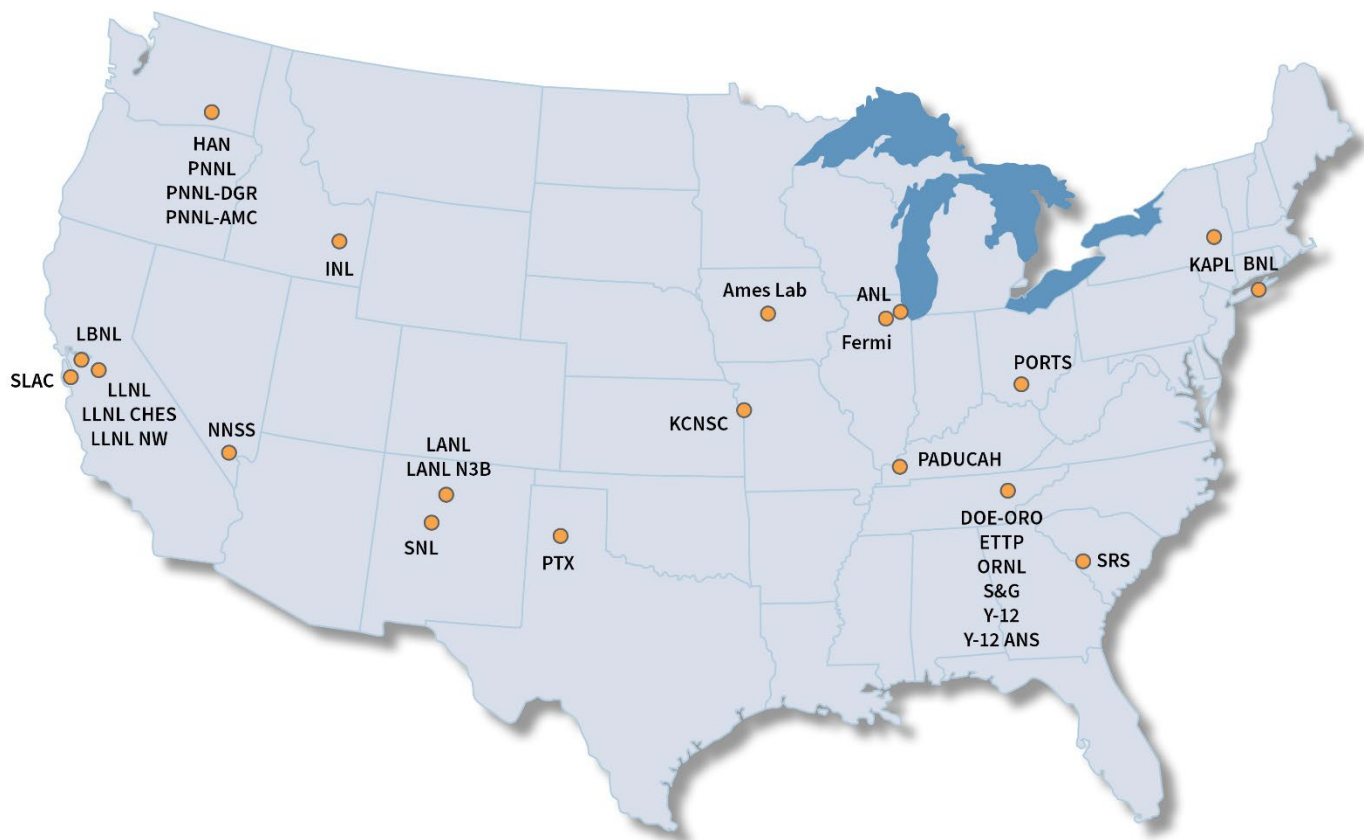 HAN
PNNL
PNNL-DGR
PNNL-AMC
INL
KAPL
BNL
Ames Lab
ANL
Fermi
LBNL
SLAC
LLNL
LLNL CHES
LLNL NW
NNSS
PORTS
KCNSC
LANL
LANL N3B
SNL
PTX
PADUCAH
DOE-ORO
ETTP
ORNL
S&G
Y-12
Y-12 ANS
SRS